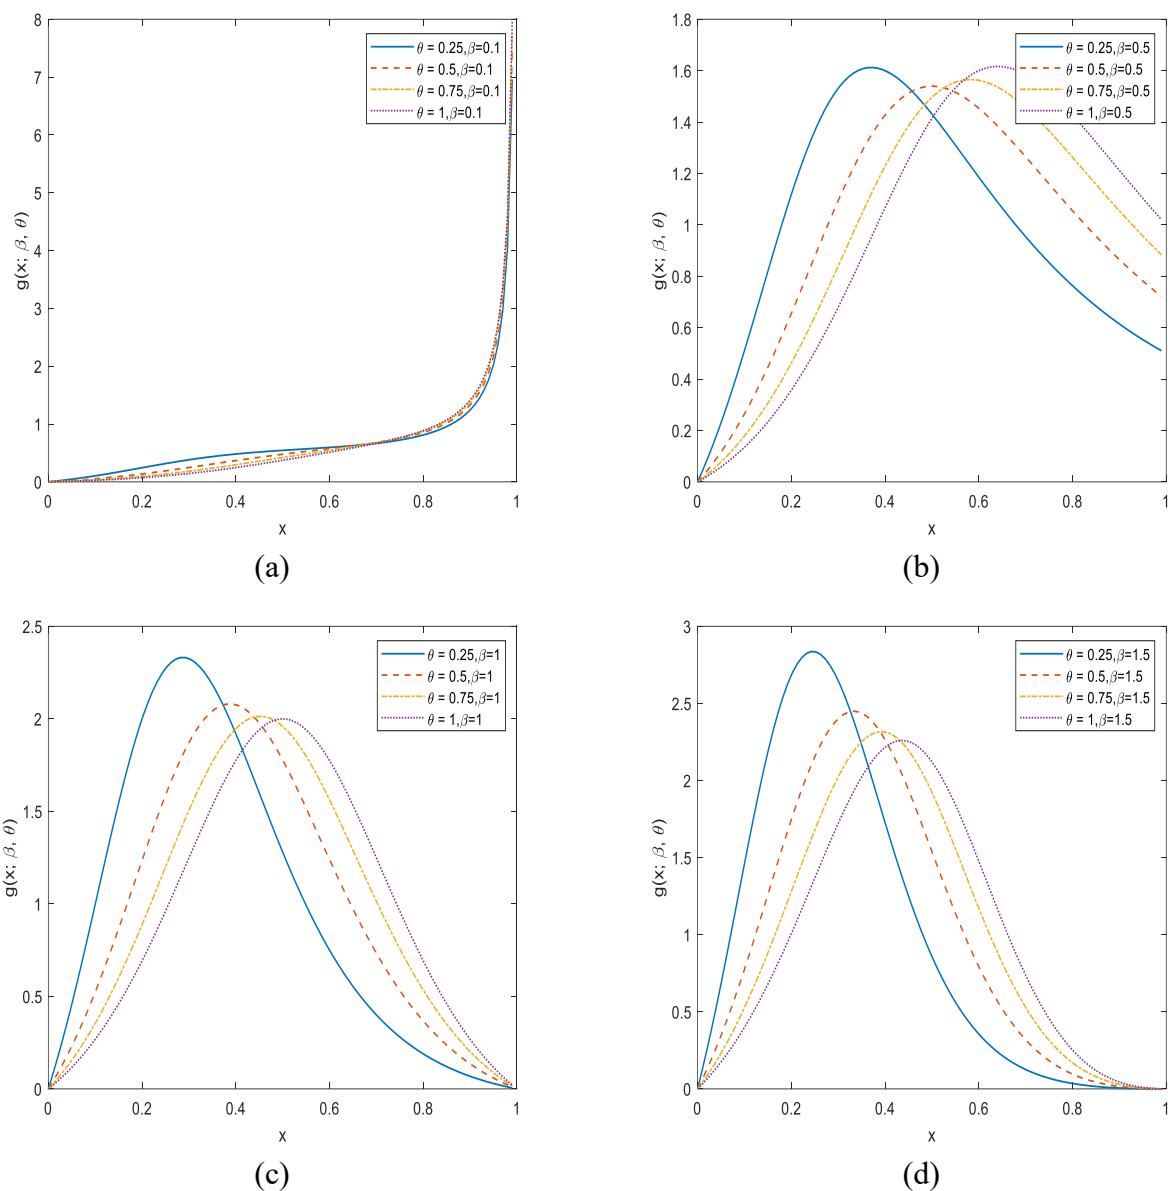 8
7
6
5
4
3
2
1
0
g(x; β, θ)
θ = 0.25,β=0.1
θ = 0.5,β=0.1
θ = 0.75,β=0.1
θ = 1,β=0.1
0 0.2 0.4 0.6 0.8 1
x
(a)
1.8
1.6
1.4
1.2
1
0.8
0.6
0.4
0.2
0
g(x; β, θ)
θ = 0.25,β=0.5
θ = 0.5,β=0.5
θ = 0.75,β=0.5
θ = 1,β=0.5
0 0.2 0.4 0.6 0.8 1
x
(b)
2.5
2
1.5
1
0.5
0
g(x; β, θ)
θ = 0.25,β=1
θ = 0.5,β=1
θ = 0.75,β=1
θ = 1,β=1
0 0.2 0.4 0.6 0.8 1
x
(c)
3
2.5
2
1.5
1
0.5
0
g(x; β, θ)
θ = 0.25,β=1.5
θ = 0.5,β=1.5
θ = 0.75,β=1.5
θ = 1,β=1.5
0 0.2 0.4 0.6 0.8 1
x
(d)